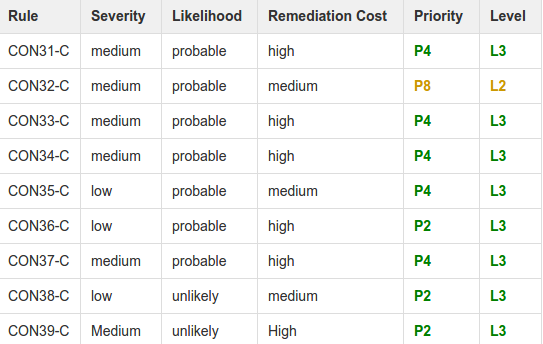 Rule Severity Likelihood Remediation Cost Priority Level
CON31-C medium probable high P4 L3
CON32-C medium probable medium P8 L2
CON33-C medium probable high P4 L3
CON34-C medium probable high P4 L3
CON35-C low probable medium P4 L3
CON36-C low probable high P2 L3
CON37-C medium probable high P4 L3
CON38-C low unlikely medium P2 L3
CON39-C Medium unlikely High P2 L3